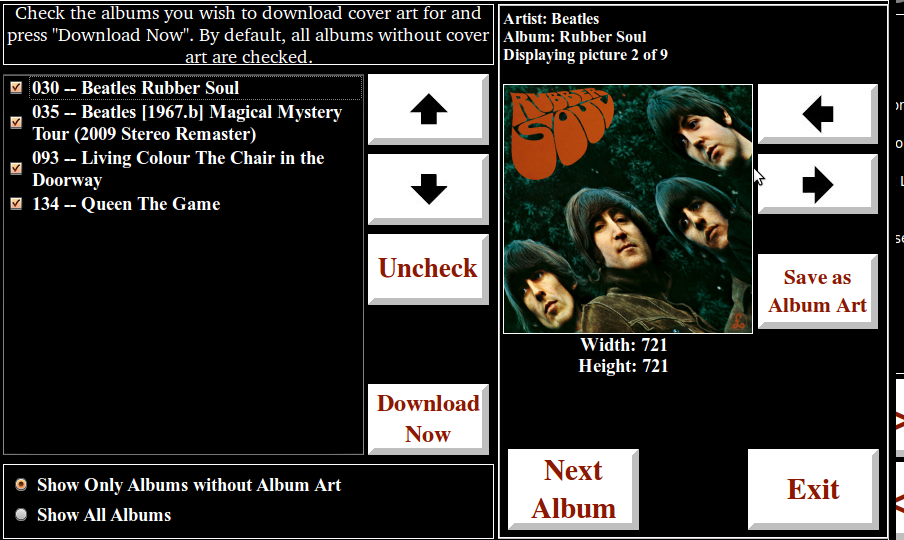 Check the albums you wish to download cover art for and
press "Download Now". By default, all albums without cover
art are checked.
030 -- Beatles Rubber Soul
035 -- Beatles [1967.b] Magical Mystery
Tour (2009 Stereo Remaster)
093 -- Living Colour The Chair in the
Doorway
134 -- Queen The Game
Uncheck
Download
Now
Show Only Albums without Album Art
Show All Albums
Artist: Beatles
Album: Rubber Soul
Displaying picture 2 of 9
RUBBER
SOUL
Width: 721
Height: 721
Save as
Album Art
Next
Album
Exit